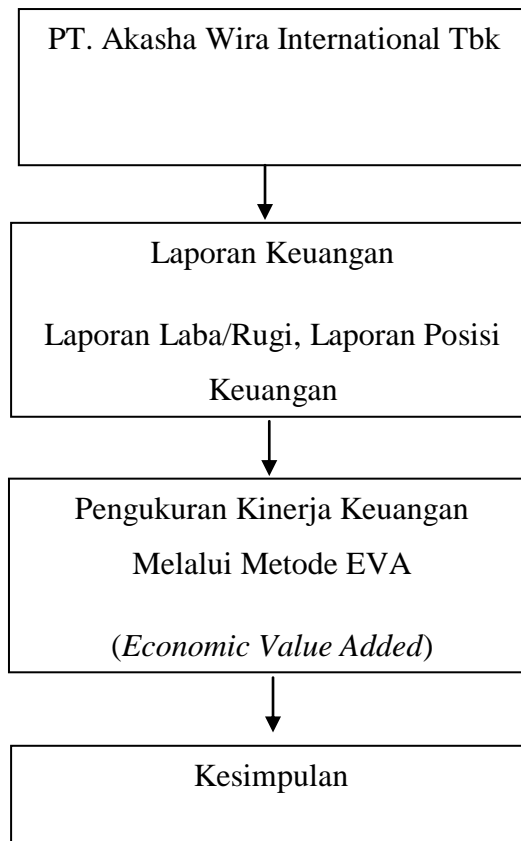 PT. Akasha Wira International Tbk
Laporan Keuangan
Laporan Laba/Rugi, Laporan Posisi
Keuangan
Pengukuran Kinerja Keuangan
Melalui Metode EVA
(Economic Value Added)
Kesimpulan